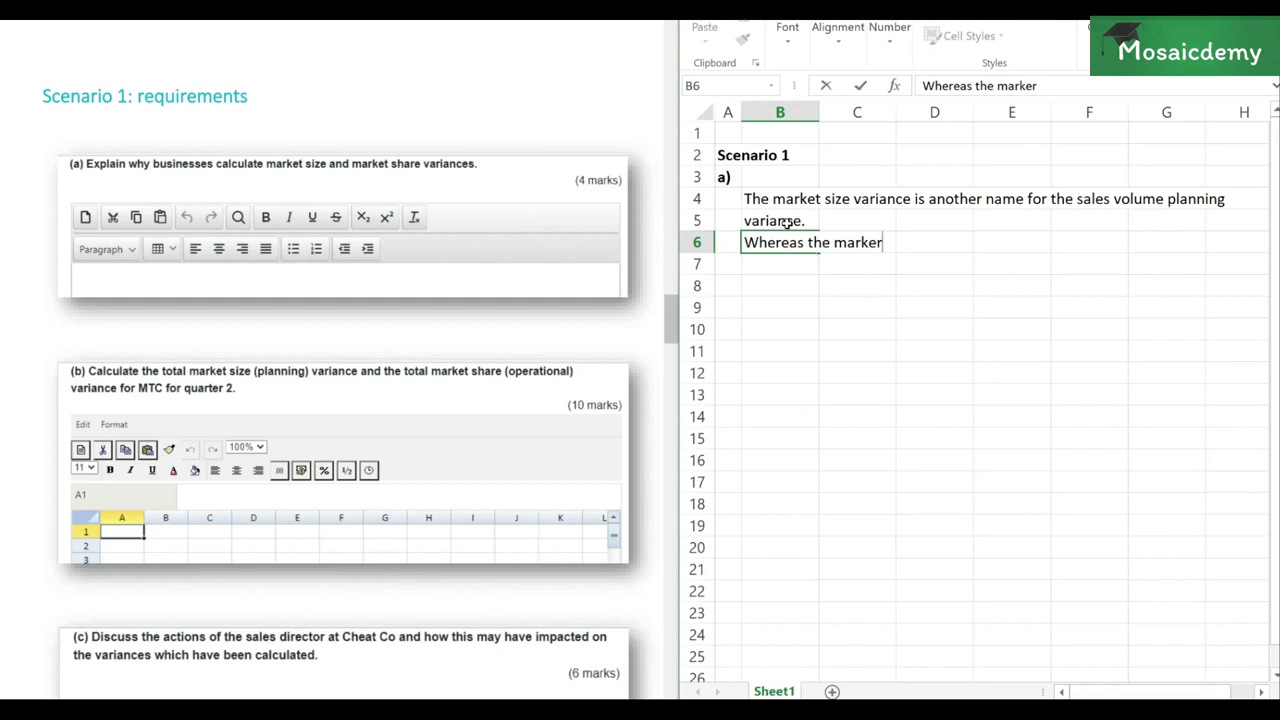 Scenario 1: requirements
(a) Explain why businesses calculate market size and market share variances.
(4 marks)
Paragraph
(b) Calculate the total market size (planning) variance and the total market share (operational)
variance for MTC for quarter 2.
(10 marks)
Edit Format
100%
11
A1
A B C D E F G H I J K L
1
2
3
(c) Discuss the actions of the sales director at Cheat Co and how this may have impacted on
the variances which have been calculated.
(6 marks)
Paste Font Alignment Number Cell Styles
Clipboard Styles
Mosaicdemy
B6 fx Whereas the marker
A B C D E F G H
1
2 Scenario 1
3 a)
4 The market size variance is another name for the sales volume planning
5 variance.
6 Whereas the marker
7
8
9
10
11
12
13
14
15
16
17
18
19
20
21
22
23
24
25
26
Sheet1